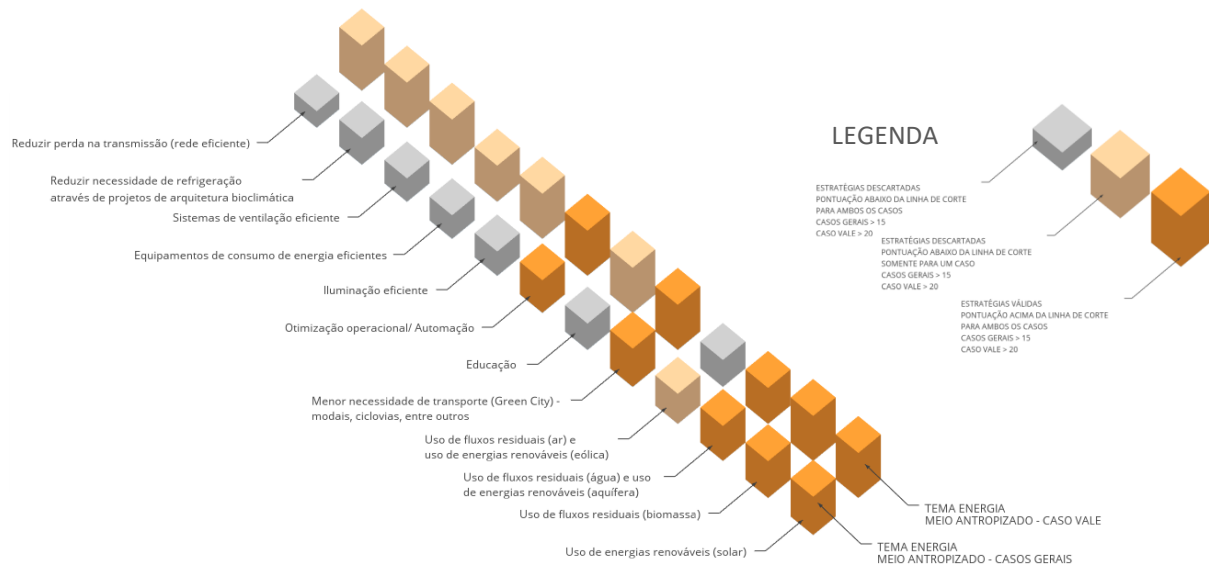 Reduzir perda na transmissão (rede eficiente)
Reduzir necessidade de refrigeração
através de projetos de arquitetura bioclimática
Sistemas de ventilação eficiente
Equipamentos de consumo de energia eficientes
Iluminação eficiente
Otimização operacional/ Automação
Educação
Menor necessidade de transporte (Green City) -
modais, ciclovias, entre outros
Uso de fluxos residuais (ar) e
uso de energias renováveis (eólica)
Uso de fluxos residuais (água) e uso
de energias renováveis (aquífera)
Uso de fluxos residuais (biomassa)
Uso de energias renováveis (solar)
TEMA ENERGIA
MEIO ANTROPIZADO - CASO VALE
TEMA ENERGIA
MEIO ANTROPIZADO - CASOS GERAIS
LEGENDA
ESTRATÉGIAS DESCARTADAS
PONTUAÇÃO ABAIXO DA LINHA DE CORTE
PARA AMBOS OS CASOS
CASOS GERAIS > 15
CASO VALE > 20
ESTRATÉGIAS DESCARTADAS
PONTUAÇÃO ABAIXO DA LINHA DE CORTE
SOMENTE PARA UM CASO
CASOS GERAIS > 15
CASO VALE > 20
ESTRATÉGIAS VÁLIDAS
PONTUAÇÃO ACIMA DA LINHA DE CORTE
PARA AMBOS OS CASOS
CASOS GERAIS > 15
CASO VALE > 20